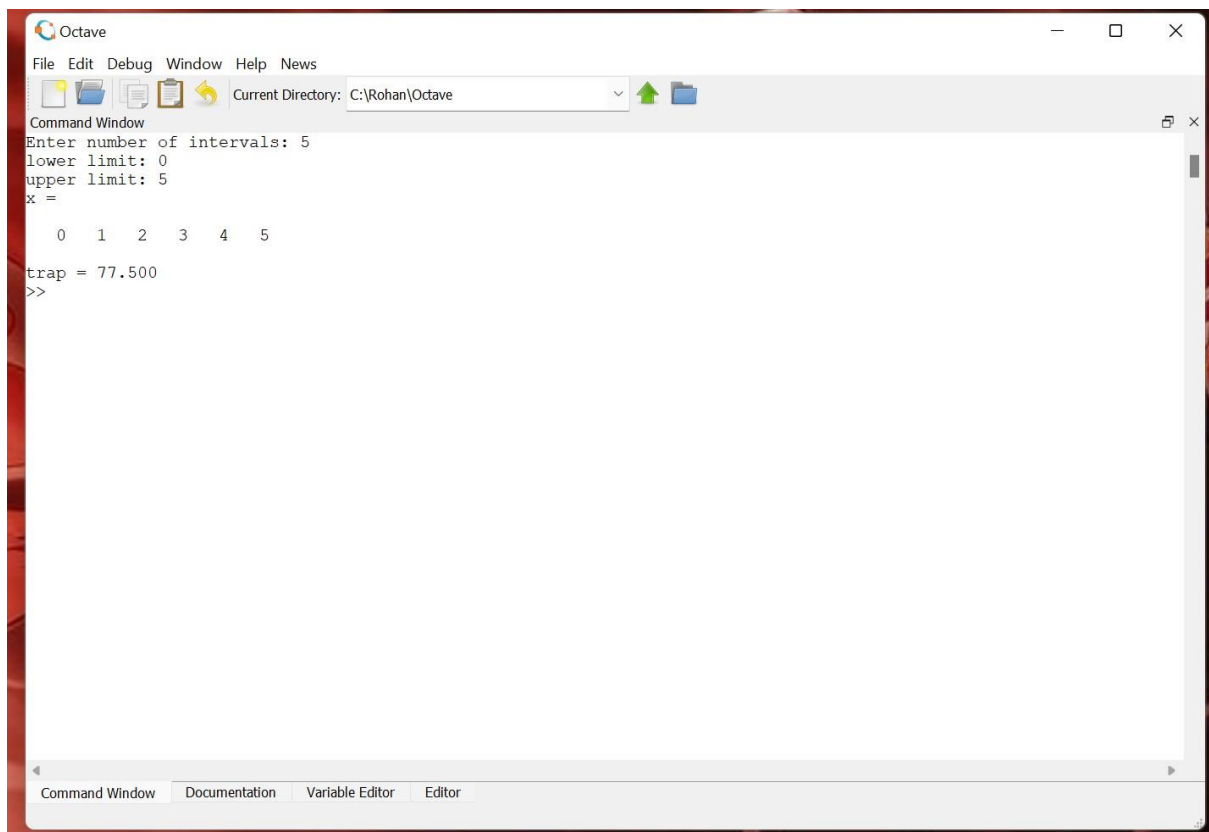 Octave
File Edit Debug Window Help News
Current Directory: C:\Rohan\Octave
Command Window
Enter number of intervals: 5
lower limit: 0
upper limit: 5
x =
0 1 2 3 4 5
trap = 77.500
>>
Command Window Documentation Variable Editor Editor